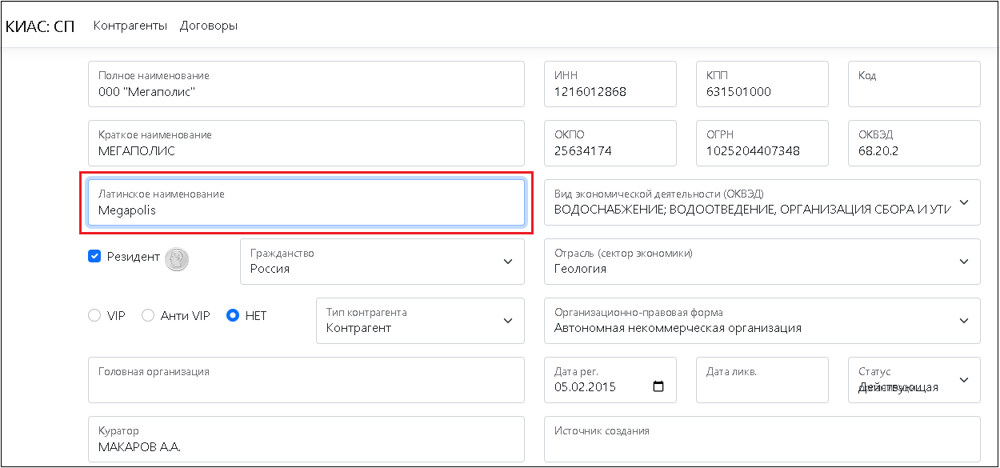 КИАС: СП Контрагенты Договоры
Полное наименование
ООО "Мегаполис"
ИНН
1216012868
КПП
631501000
Код
Краткое наименование
МЕГАПОЛИС
ОКПО
25634174
ОГРН
1025204407348
ОКВЭД
68.20.2
Латинское наименование
Megapolis
Вид экономической деятельности (ОКВЭД)
ВОДОСНАБЖЕНИЕ; ВОДООТВЕДЕНИЕ, ОРГАНИЗАЦИЯ СБОРА И УТИ
Резидент
Гражданство
Россия
Отрасль (сектор экономики)
Геология
VIP Анти VIP НЕТ
Тип контрагента
Контрагент
Организационно-правовая форма
Автономная некоммерческая организация
Головная организация
Дата рег.
05.02.2015
Дата ликв.
Статус
Действующая
Куратор
МАКАРОВ А.А.
Источник создания